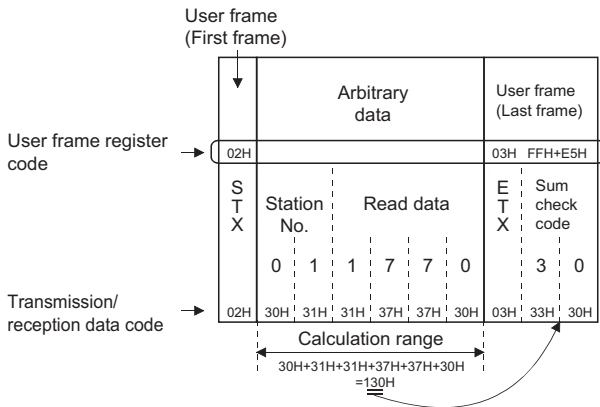 User frame
(First frame)
Arbitrary
data
User frame
(Last frame)
User frame register
code
02H
03H FFH+E5H
STX
Station
No.
Read data
ETX
Sum
check
code
0 1 1 7 7 0 3 0
Transmission/
reception data code
02H 30H 31H 31H 37H 37H 30H 03H 33H 30H
Calculation range
30H+31H+31H+37H+37H+30H
=130H